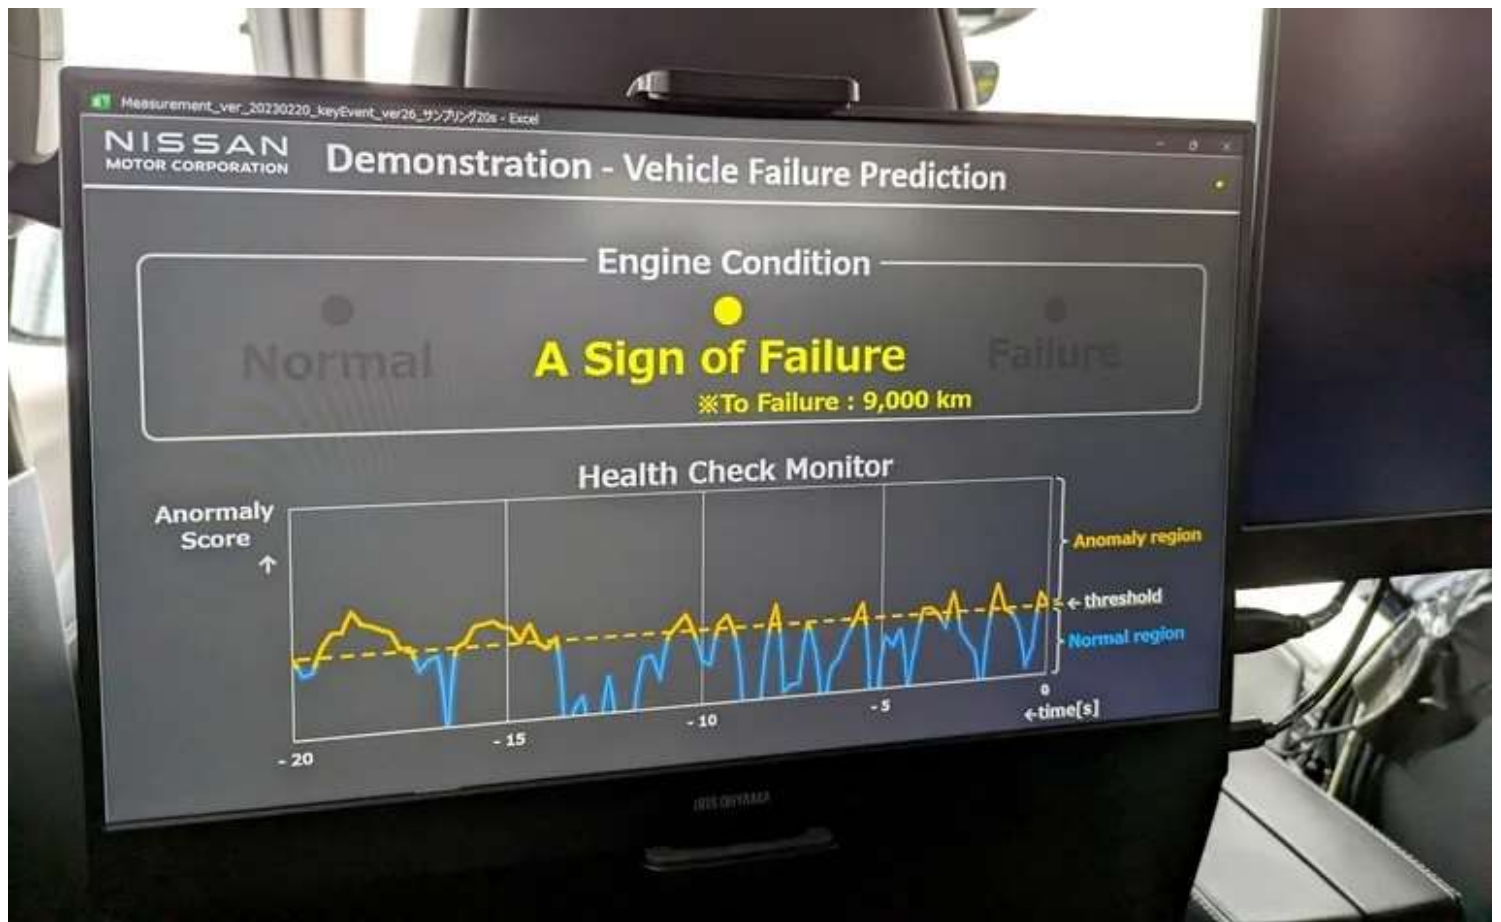 Measurement_ver_20230220_keyEvent_ver26_サンプリング20s - Excel
NISSAN
MOTOR CORPORATION
Demonstration - Vehicle Failure Prediction
Engine Condition
Normal
A Sign of Failure
Failure
※To Failure : 9,000 km
Health Check Monitor
Anormaly
Score
↑
Anomaly region
← threshold
Normal region
- 20
- 15
- 10
- 5
0
←time[s]
IRIS OHYAMA